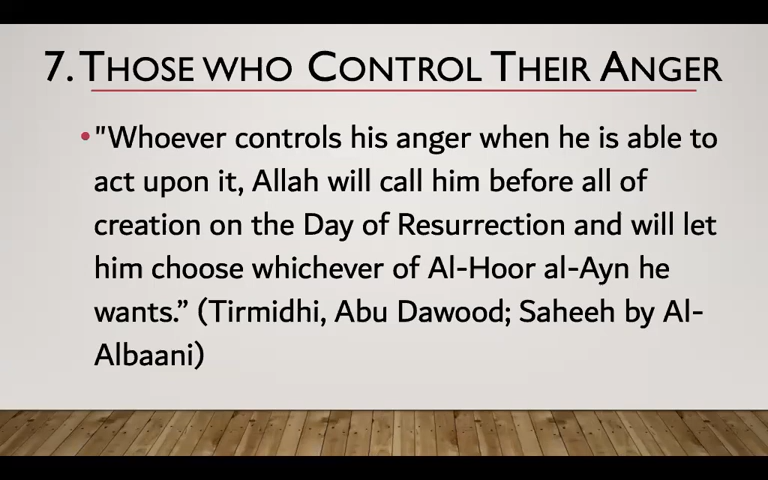 7. THOSE WHO CONTROL THEIR ANGER
• "Whoever controls his anger when he is able to
act upon it, Allah will call him before all of
creation on the Day of Resurrection and will let
him choose whichever of Al-Hoor al-Ayn he
wants.” (Tirmidhi, Abu Dawood; Saheeh by Al-
Albaani)